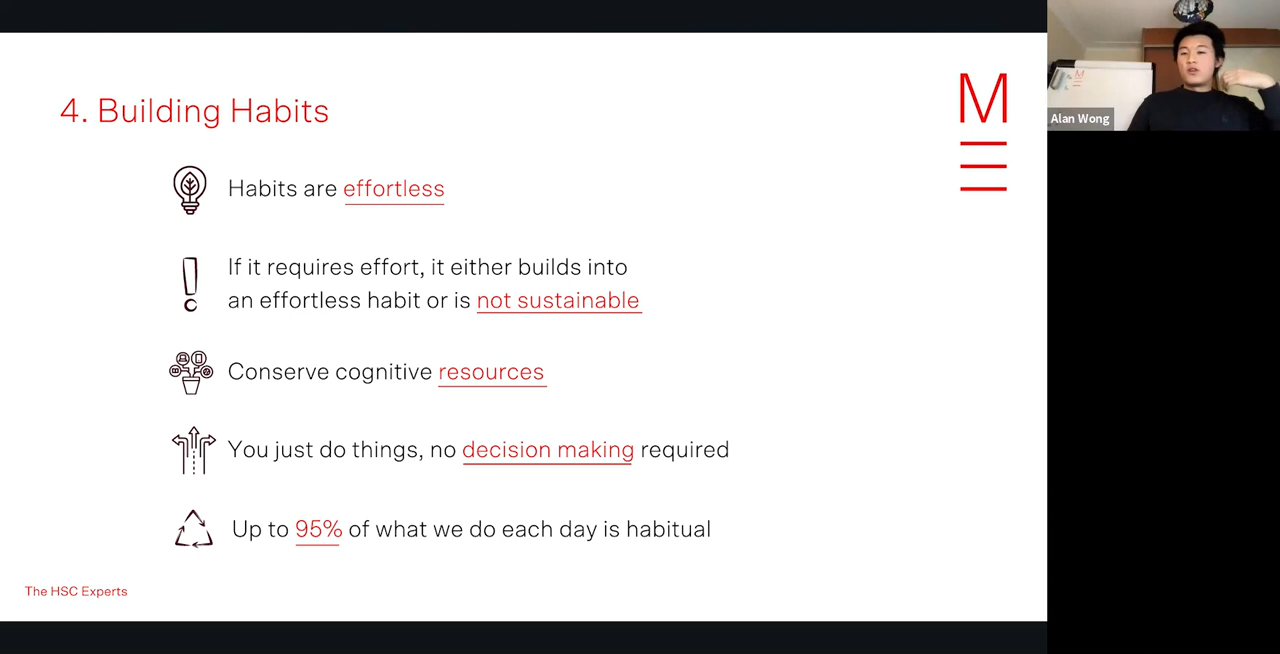 4. Building Habits
M
Habits are effortless
If it requires effort, it either builds into
an effortless habit or is not sustainable
Conserve cognitive resources
You just do things, no decision making required
Up to 95% of what we do each day is habitual
The HSC Experts
Alan Wong